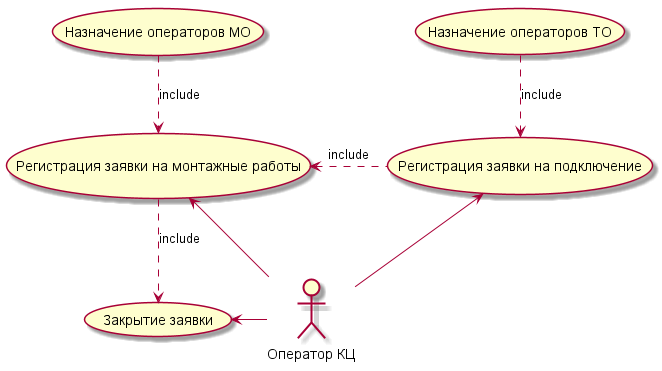 Назначение операторов МО
Назначение операторов ТО
include
include
include
Регистрация заявки на монтажные работы
Регистрация заявки на подключение
include
Закрытие заявки
Оператор КЦ